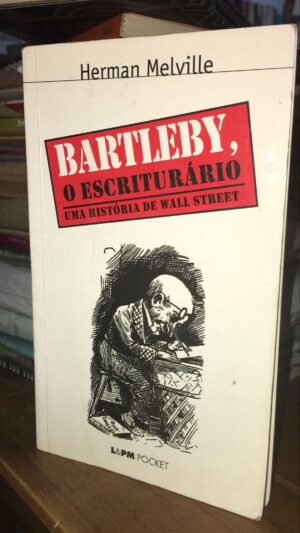 Herman Melville
BARTLEBY,
O ESCRITURÁRIO
UMA HISTÓRIA DE WALL STREET
L&PM POCKET